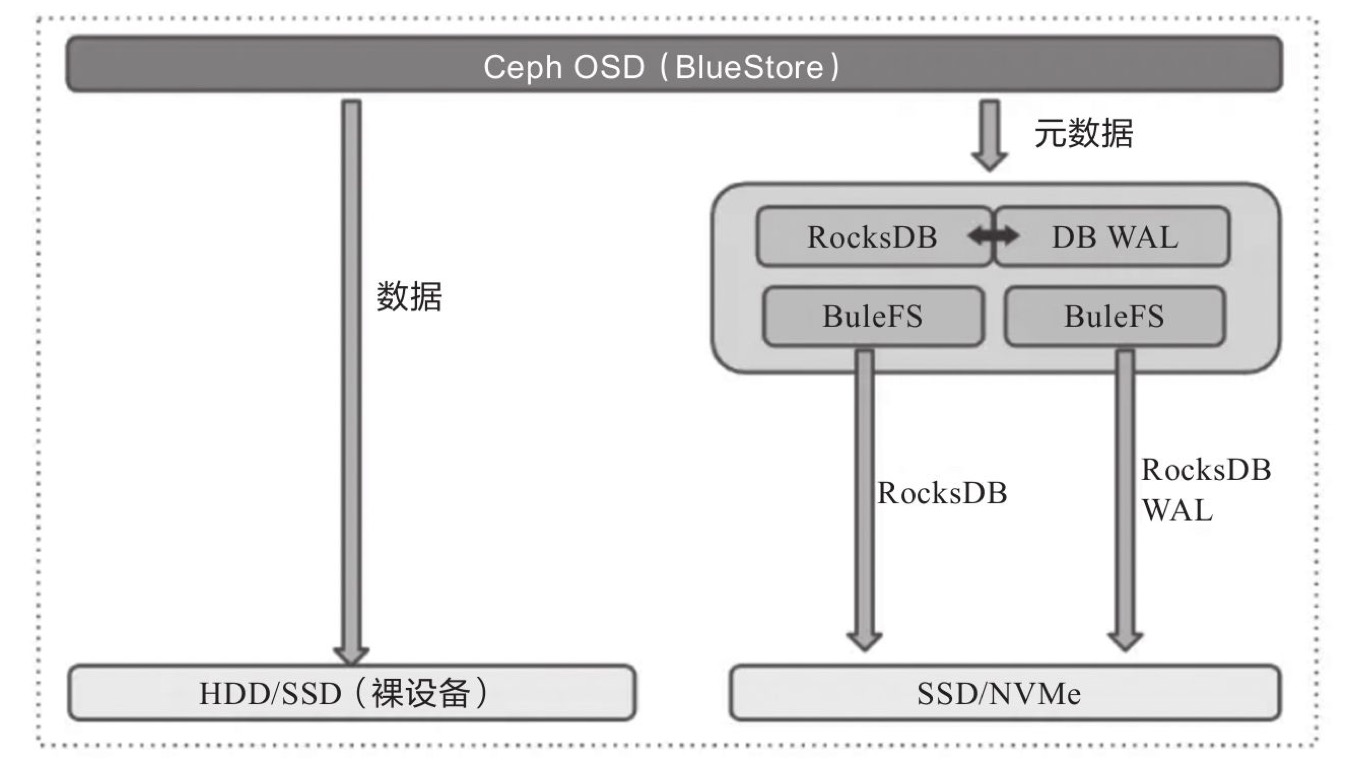 Ceph OSD（BlueStore）
元数据
RocksDB
DB WAL
数据
BuleFS
BuleFS
RocksDB
RocksDB
WAL
HDD/SSD（裸设备）
SSD/NVMe